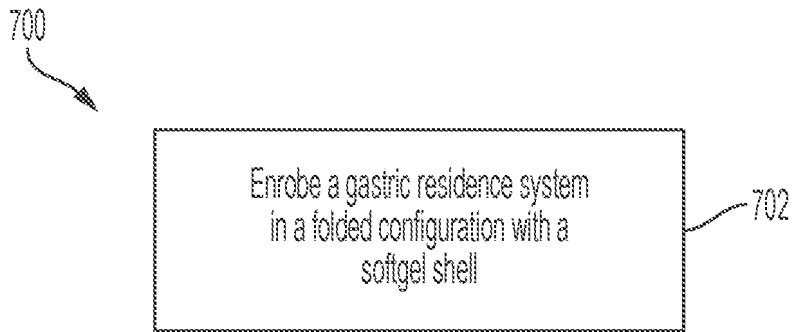 700
Enrobe a gastric residence system
in a folded configuration with a
softgel shell
702